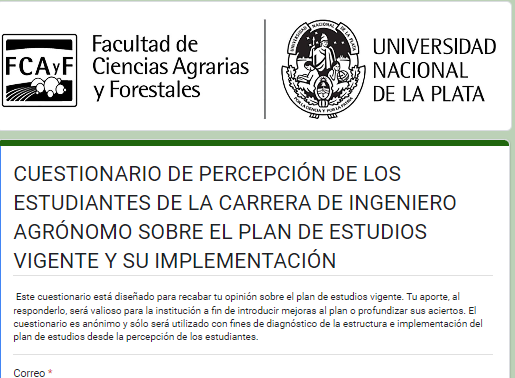 FCAyF
Facultad de
Ciencias Agrarias
y Forestales
UNIVERSIDAD
NACIONAL
DE LA PLATA
CUESTIONARIO DE PERCEPCIÓN DE LOS
ESTUDIANTES DE LA CARRERA DE INGENIERO
AGRÓNOMO SOBRE EL PLAN DE ESTUDIOS
VIGENTE Y SU IMPLEMENTACIÓN
Este cuestionario está diseñado para recabar tu opinión sobre el plan de estudios vigente. Tu aporte, al
responderlo, será valioso para la institución a fin de introducir mejoras al plan o profundizar sus aciertos. El
cuestionario es anónimo y sólo será utilizado con fines de diagnóstico de la estructura e implementación del
plan de estudios desde la percepción de los estudiantes.
Correo *